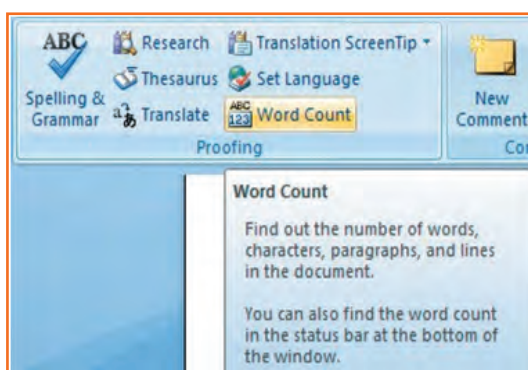 ABC
Spelling &
Grammar
Research
Thesaurus
Translate
Translation ScreenTip
Set Language
ABC
123
Word Count
Proofing
New
Comment
Word Count
Find out the number of words,
characters, paragraphs, and lines
in the document.
You can also find the word count
in the status bar at the bottom of
the window.